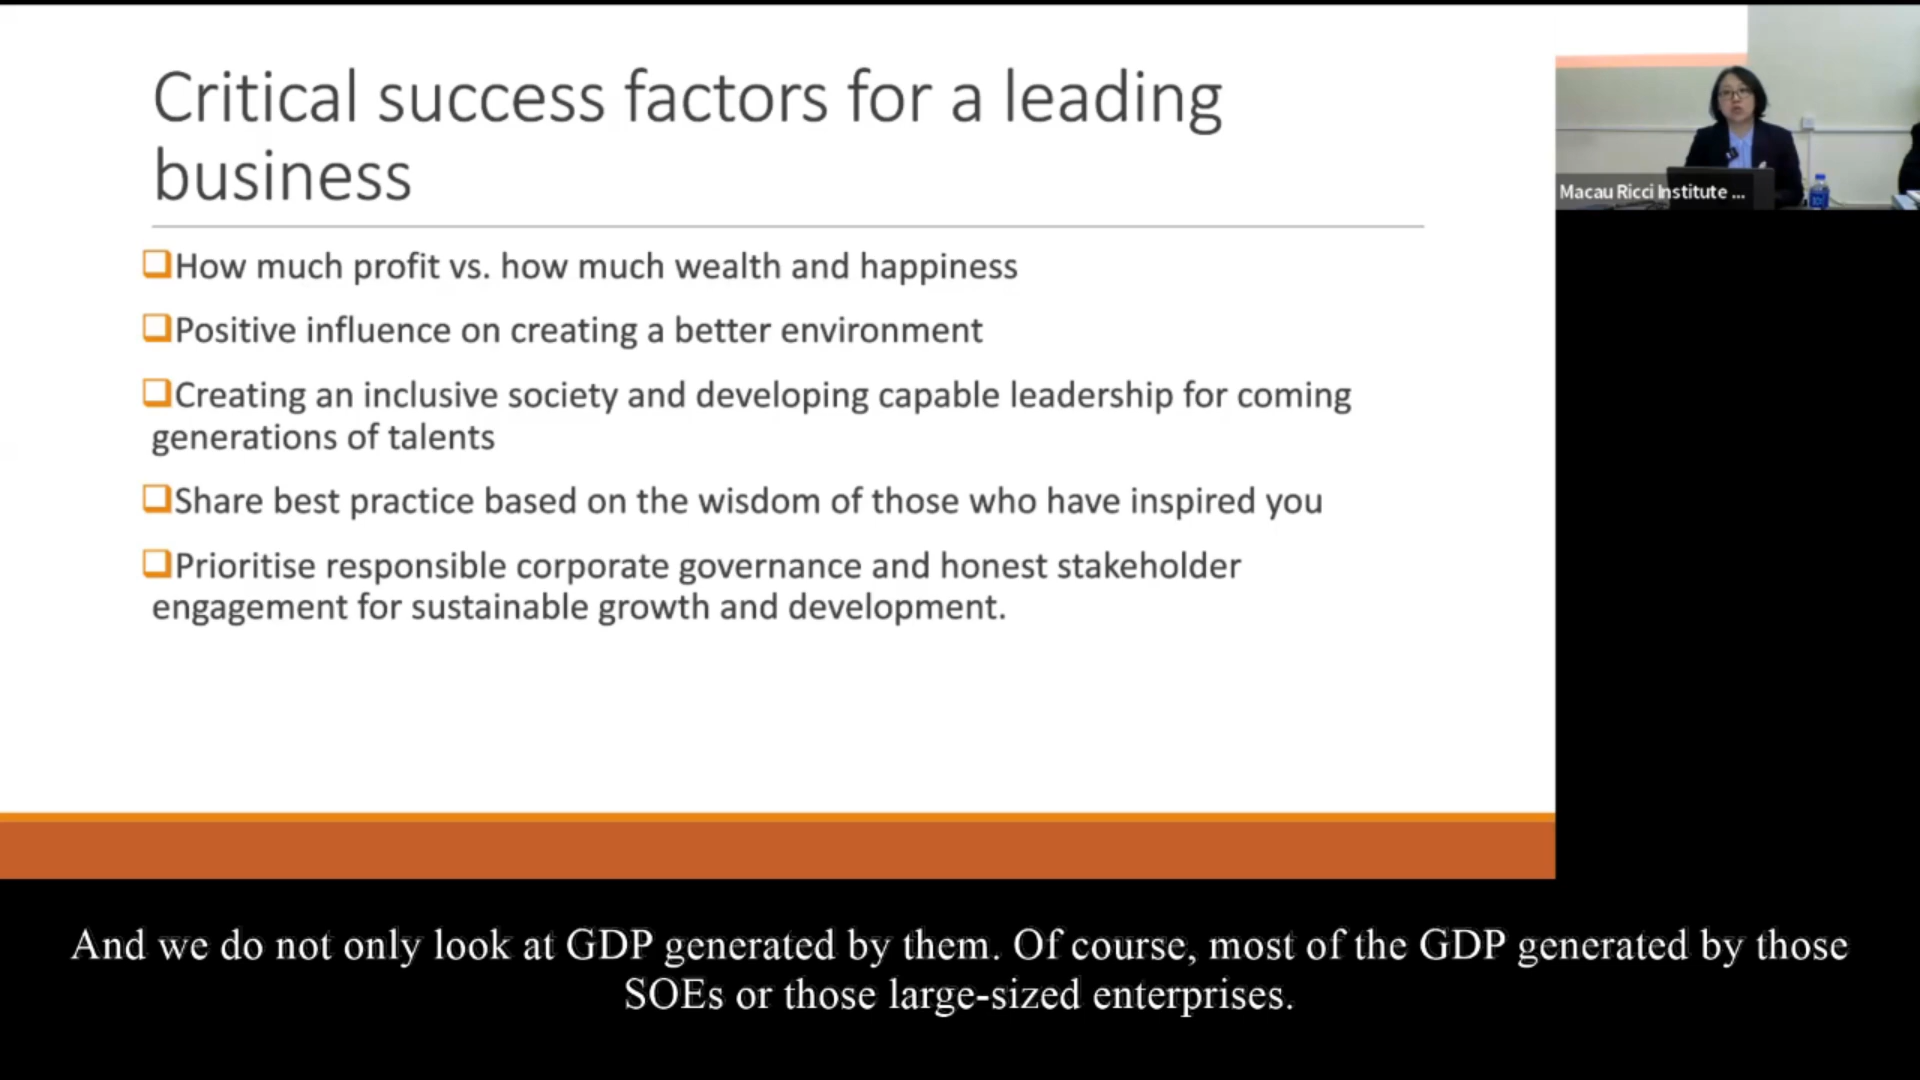 Critical success factors for a leading
business
How much profit vs. how much wealth and happiness
Positive influence on creating a better environment
Creating an inclusive society and developing capable leadership for coming
generations of talents
Share best practice based on the wisdom of those who have inspired you
Prioritise responsible corporate governance and honest stakeholder
engagement for sustainable growth and development.
Macau Ricci Institute ...
And we do not only look at GDP generated by them. Of course, most of the GDP generated by those
SOEs or those large-sized enterprises.